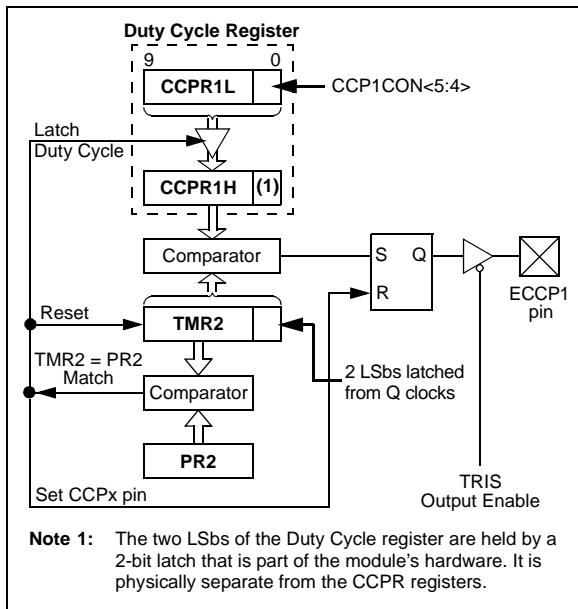 Duty Cycle Register
9 0
CCPR1L
CCP1CON<5:4>
Latch
Duty Cycle
CCPR1H (1)
Comparator
S Q
R
ECCP1
pin
Reset
TMR2
TMR2 = PR2
Match
2 LSbs latched
from Q clocks
Comparator
PR2
Set CCPx pin
TRIS
Output Enable
Note 1: The two LSbs of the Duty Cycle register are held by a
2-bit latch that is part of the module's hardware. It is
physically separate from the CCPR registers.